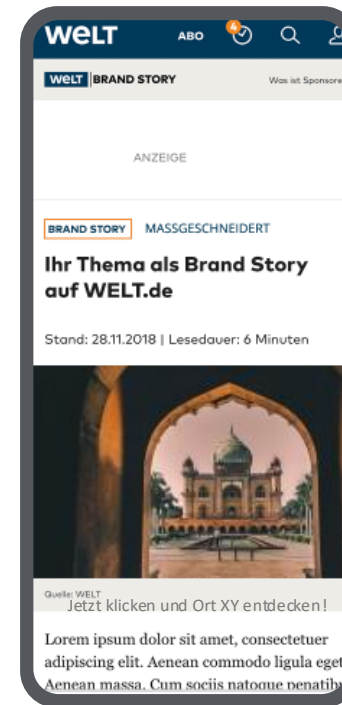 WELT ABO 4
WELT BRAND STORY Was ist Sponsore
ANZEIGE
BRAND STORY MASSGESCHNEIDERT
Ihr Thema als Brand Story
auf WELT.de
Stand: 28.11.2018 | Lesedauer: 6 Minuten
Quelle: WELT
Jetzt klicken und Ort XY entdecken!
Lorem ipsum dolor sit amet, consectetuer
adipiscing elit. Aenean commodo ligula eget
Aenean massa. Cum sociis natoque penatib